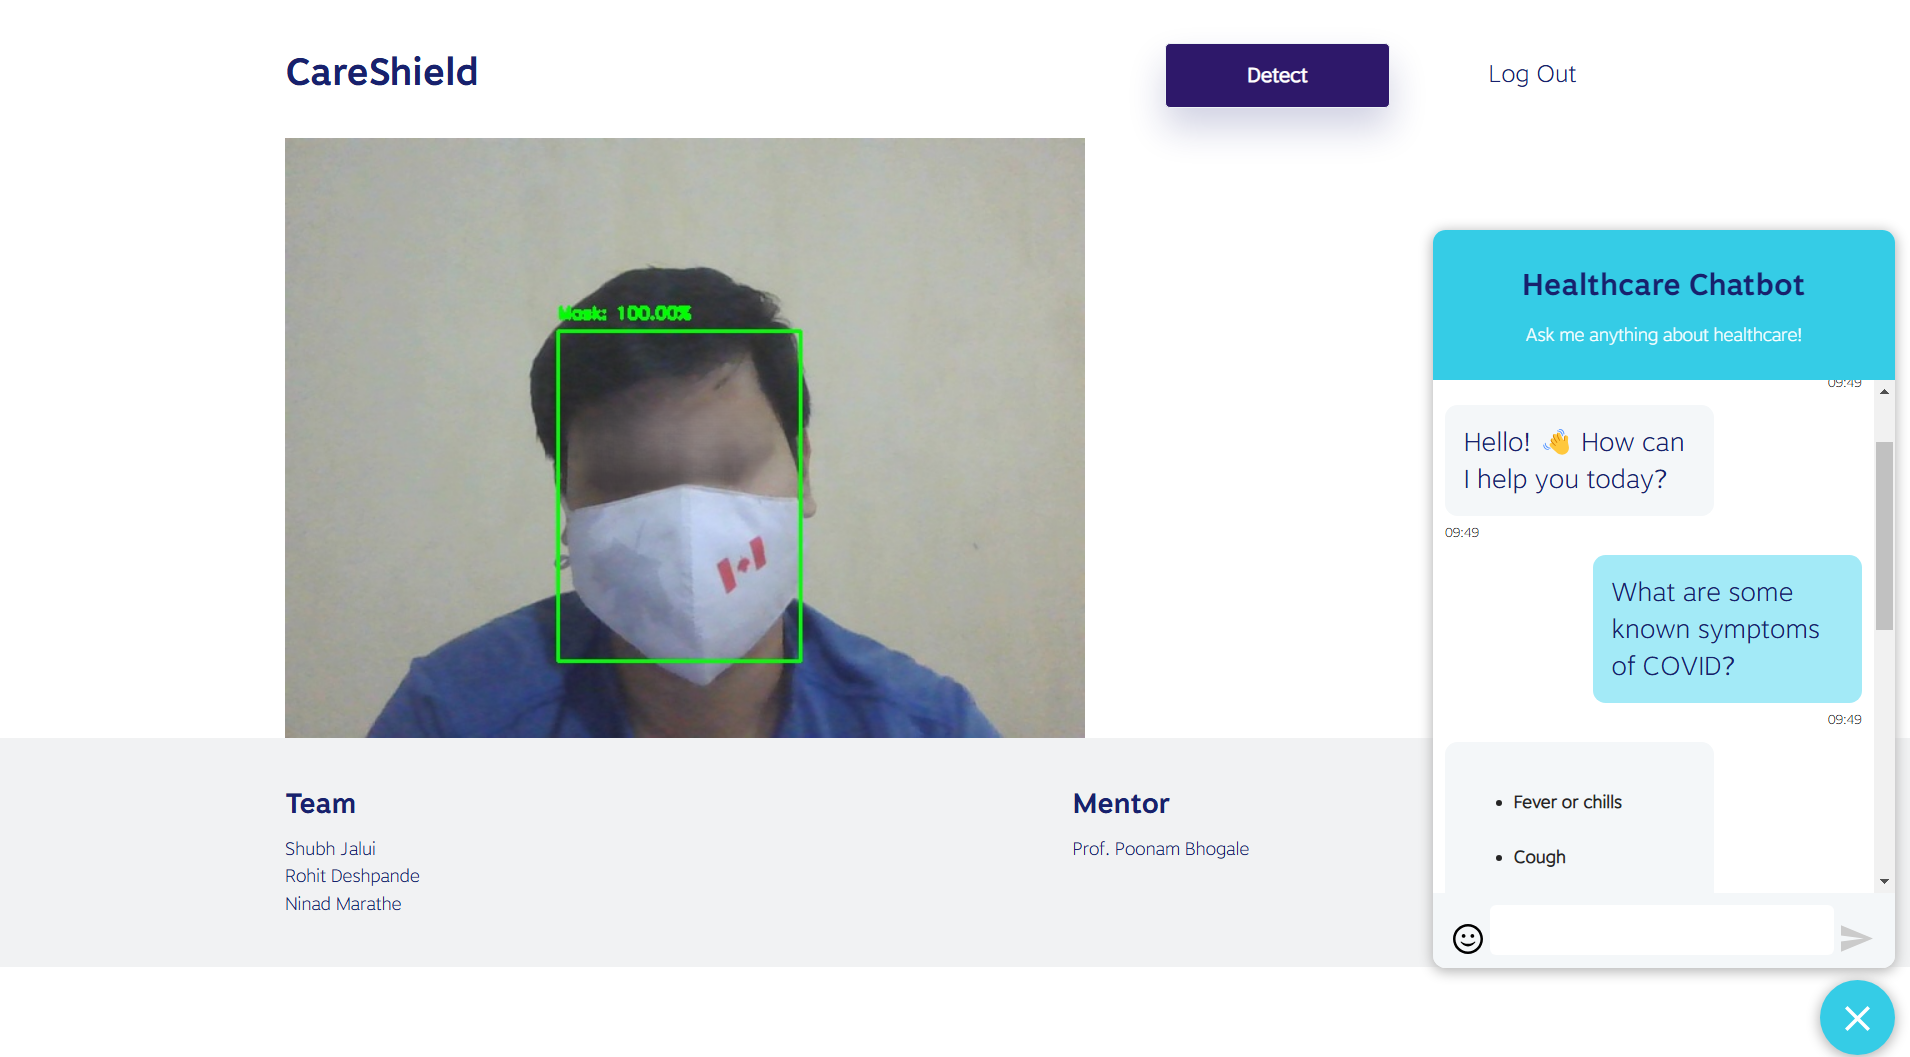 CareShield
Detect
Log Out
Mask: 100.00%
Healthcare Chatbot
Ask me anything about healthcare!
09:49
Hello! 👋 How can
I help you today?
09:49
What are some
known symptoms
of COVID?
09:49
Fever or chills
Cough
Team
Shubh Jalui
Rohit Deshpande
Ninad Marathe
Mentor
Prof. Poonam Bhogale